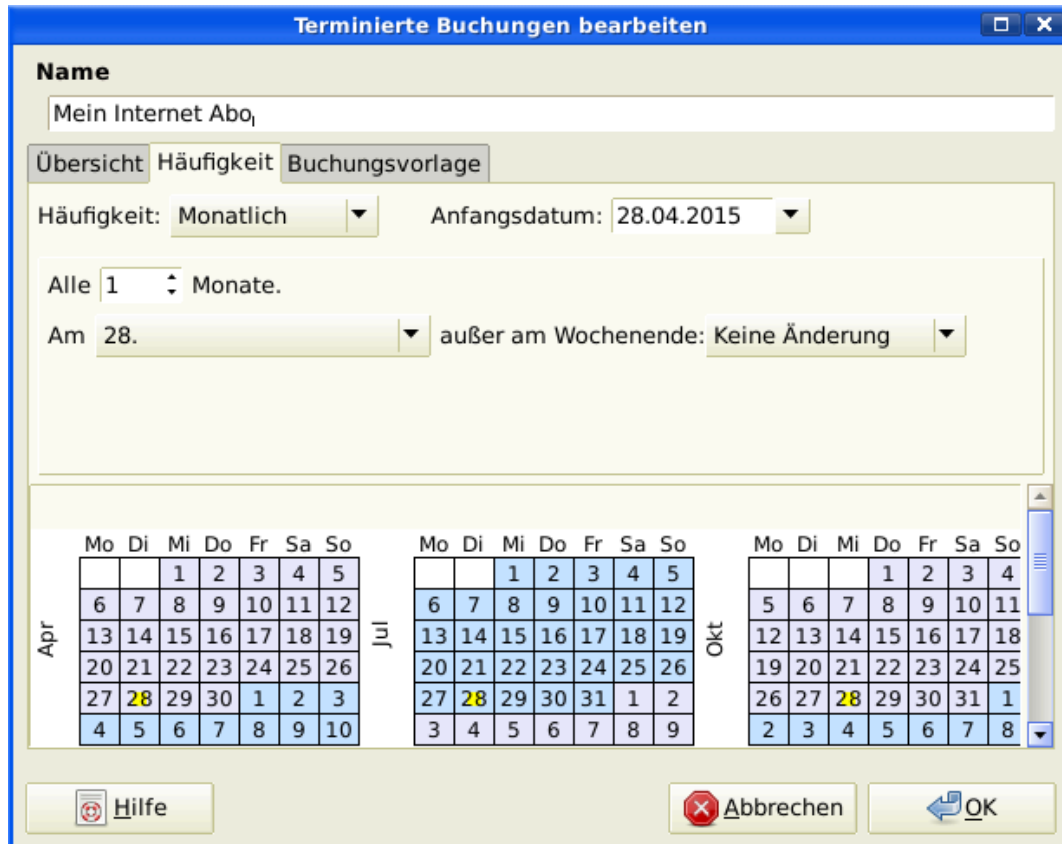 Terminierte Buchungen bearbeiten
Name
Mein Internet Abo
Übersicht Häufigkeit Buchungsvorlage
Häufigkeit: Monatlich Anfangsdatum: 28.04.2015
Alle 1 Monate.
Am 28. außer am Wochenende: Keine Änderung
Apr
Mo Di Mi Do Fr Sa So
1 2 3 4 5
6 7 8 9 10 11 12
13 14 15 16 17 18 19
20 21 22 23 24 25 26
27 28 29 30 1 2 3
4 5 6 7 8 9 10
Jul
Mo Di Mi Do Fr Sa So
1 2 3 4 5
6 7 8 9 10 11 12
13 14 15 16 17 18 19
20 21 22 23 24 25 26
27 28 29 30 31 1 2
3 4 5 6 7 8 9
Okt
Mo Di Mi Do Fr Sa So
1 2 3 4
5 6 7 8 9 10 11
12 13 14 15 16 17 18
19 20 21 22 23 24 25
26 27 28 29 30 31 1
2 3 4 5 6 7 8
Hilfe Abbrechen OK